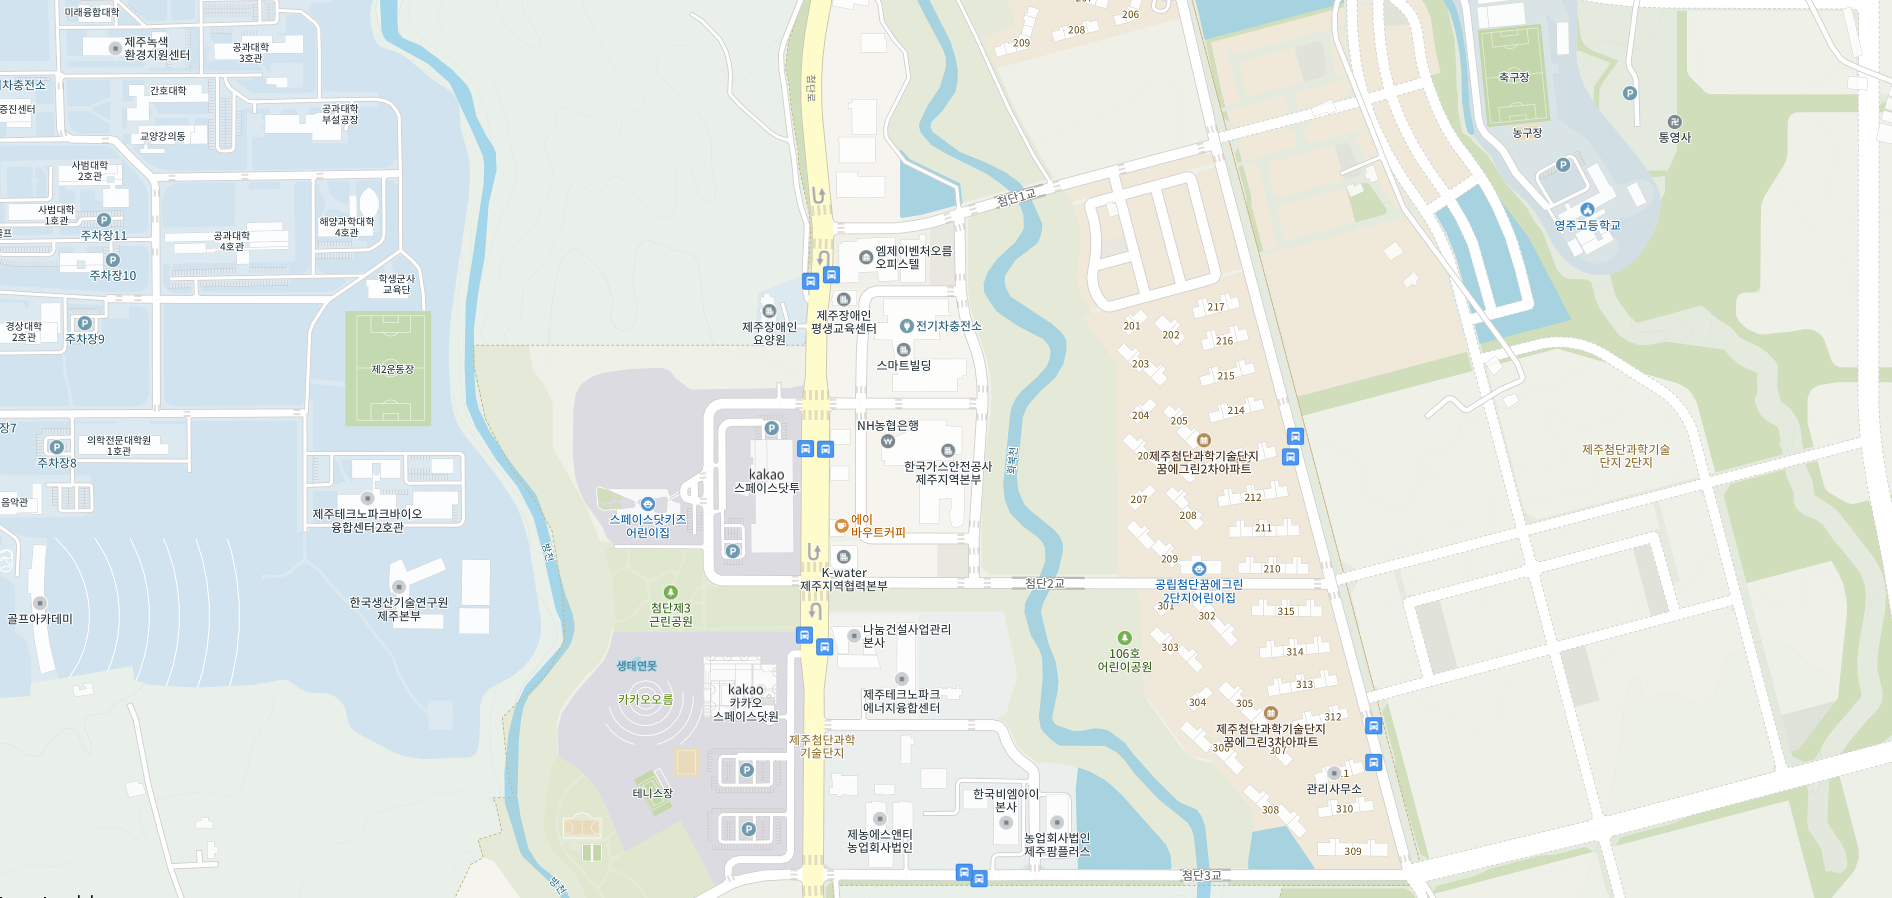 미래융합대학
제주녹색
환경지원센터
공과대학
3호관
206
208
209
축구장
농구장
통영사
영주고등학교
차충전소
간호대학
증진센터
공과대학
부설공장
교양강의동
첨단로
사범대학
2호관
사범대학
1호관
주차장11
공과대학
4호관
해양과학대학
4호관
첨단1교
주차장10
학생군사
교육단
엠제이벤처오름
오피스텔
경상대학
2호관
주차장9
제주장애인
요양원
제주장애인
평생교육센터
전기차충전소
스마트빌딩
제2운동장
217
201
202
216
203
215
204
205
214
제주첨단과학기술단지
꿈에그린2차아파트
제주첨단과학기술
단지 2단지
장7
의학전문대학원
1호관
주차장8
음악관
제주테크노파크바이오
융합센터2호관
NH농협은행
한국가스안전공사
제주지역본부
kakao
스페이스닷투
화북천
스페이스닷키즈
어린이집
에이
바우트커피
207
212
208
211
209
210
방천
K-water
제주지역협력본부
첨단2교
공립첨단꿈에그린
2단지어린이집
골프아카데미
한국생산기술연구원
제주본부
첨단제3
근린공원
301
302
315
303
314
106호
어린이공원
나눔건설사업관리
본사
생태연못
카카오오름
kakao
카카오
스페이스닷원
제주테크노파크
에너지융합센터
313
304
305
312
제주첨단과학기술단지
꿈에그린3차아파트
307
제주첨단과학
기술단지
테니스장
관리사무소
310
308
309
한국비엠아이
본사
제농에스앤티
농업회사법인
농업회사법인
제주팜플러스
첨단3교
방천